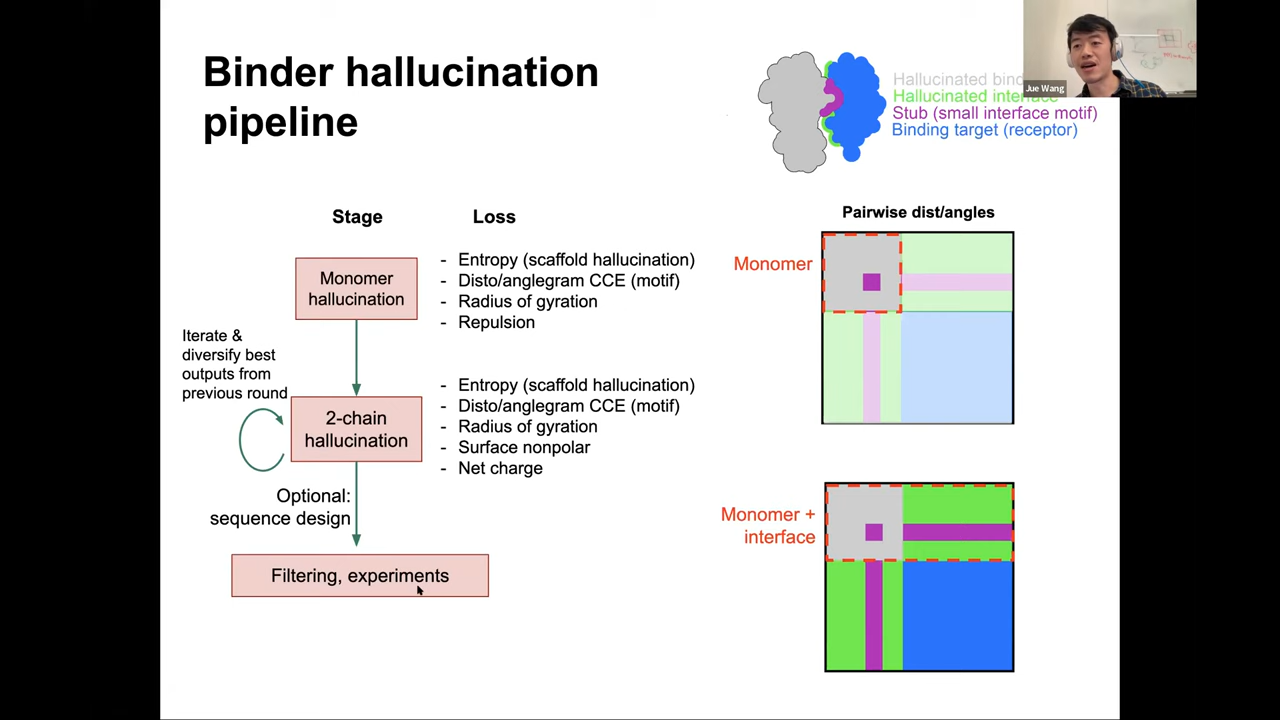 Binder hallucination
pipeline
Jue Wang
Hallucinated
Hallucinated interface
Stub (small interface motif)
Binding target (receptor)
Stage
Loss
Monomer
hallucination
- Entropy (scaffold hallucination)
- Disto/anglegram CCE (motif)
- Radius of gyration
- Repulsion
Iterate &
diversify best
outputs from
previous round
2-chain
hallucination
- Entropy (scaffold hallucination)
- Disto/anglegram CCE (motif)
- Radius of gyration
- Surface nonpolar
- Net charge
Optional:
sequence design
Filtering, experiments
Pairwise dist/angles
Monomer
Monomer +
interface